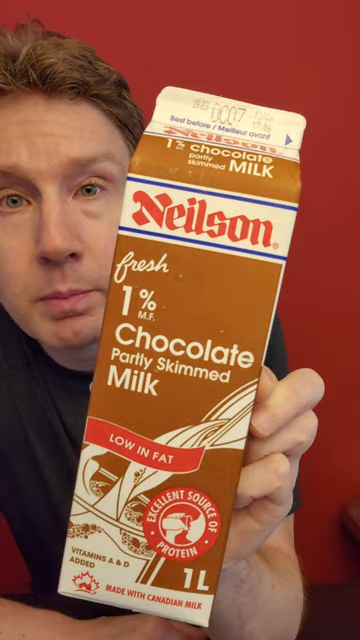 0C07
Best before / Meilleur avant
Neilson
1% chocolate
M.F. partly
skimmed MILK
Neilson
fresh
1%
M.F.
Chocolate
Partly Skimmed
Milk
LOW IN FAT
EXCELLENT SOURCE OF
PROTEIN
VITAMINS A & D
ADDED
1L
MADE WITH CANADIAN MILK